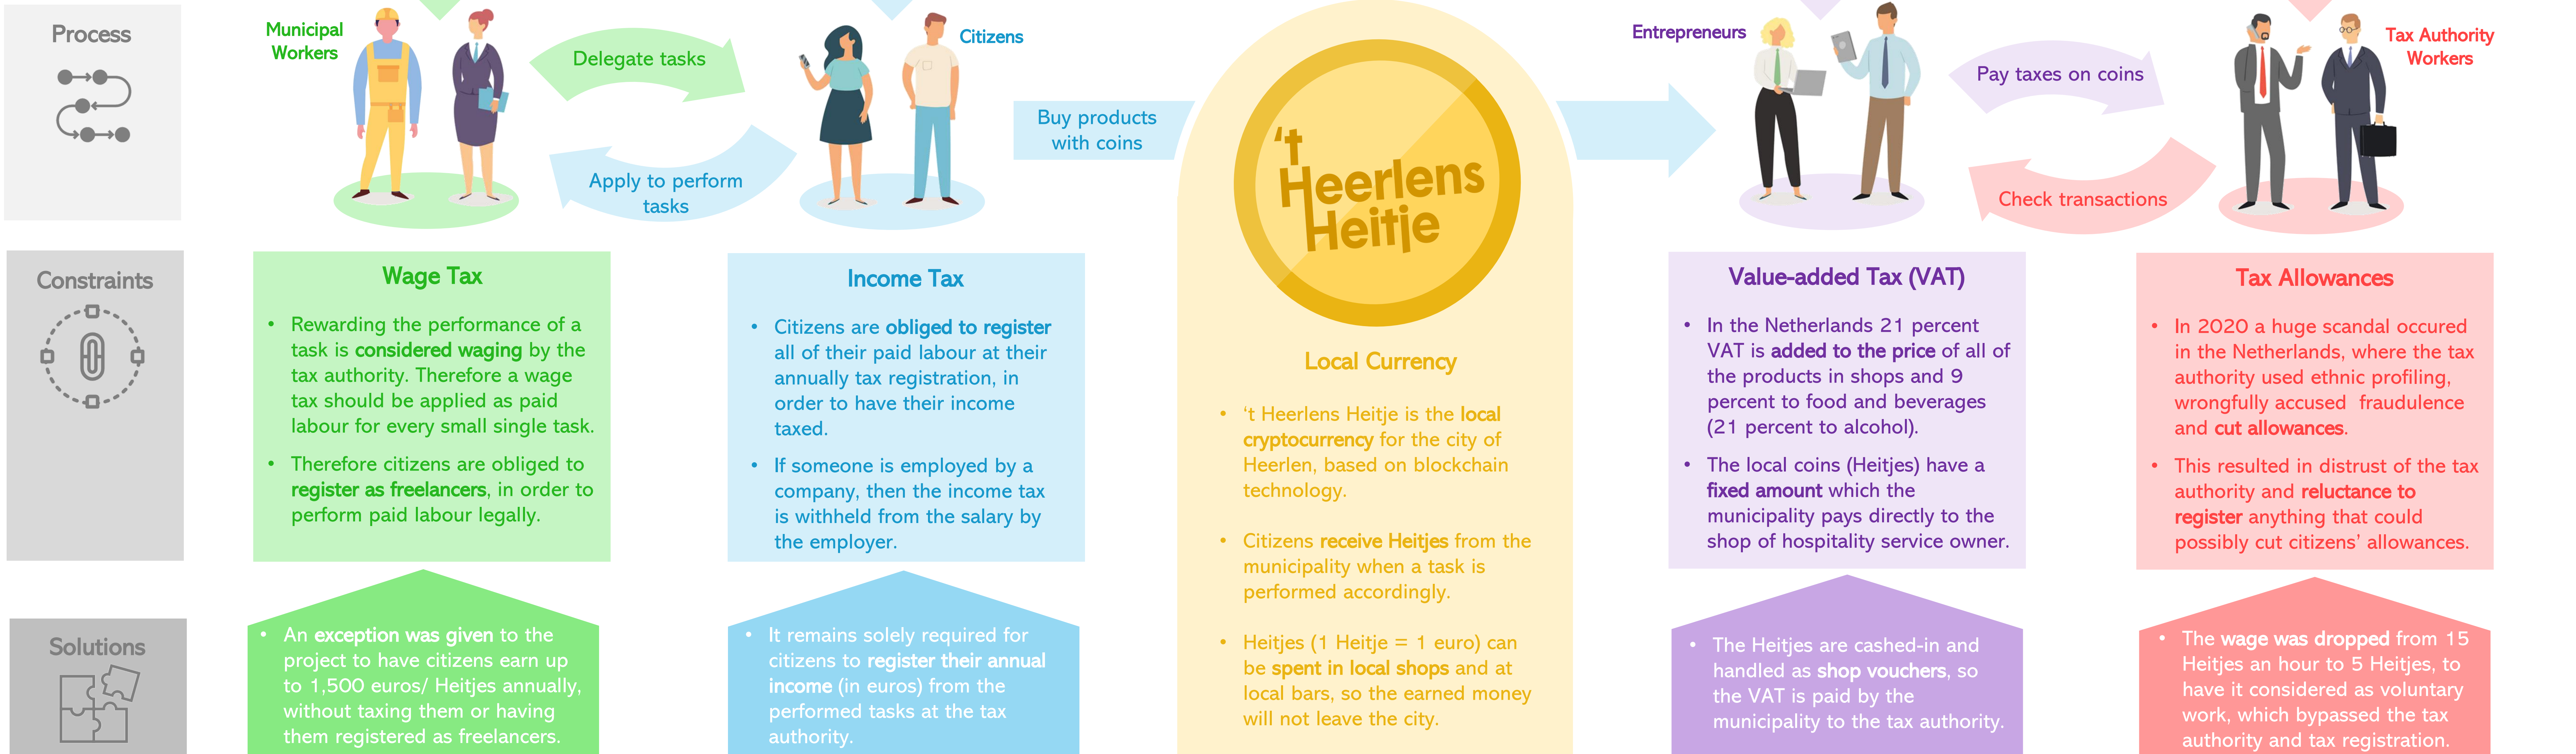 Process
Municipal
Workers
Delegate tasks
Apply to perform
tasks
Citizens
Buy products
with coins
't
Heerlens
Heitje
Entrepreneurs
Pay taxes on coins
Check transactions
Tax Authority
Workers
Constraints
Wage Tax
• Rewarding the performance of a
task is considered waging by the
tax authority. Therefore a wage
tax should be applied as paid
labour for every small single task.
• Therefore citizens are obliged to
register as freelancers, in order to
perform paid labour legally.
Income Tax
• Citizens are obliged to register
all of their paid labour at their
annually tax registration, in
order to have their income
taxed.
• If someone is employed by a
company, then the income tax
is withheld from the salary by
the employer.
Local Currency
• 't Heerlens Heitje is the local
cryptocurrency for the city of
Heerlen, based on blockchain
technology.
• Citizens receive Heitjes from the
municipality when a task is
performed accordingly.
• Heitjes (1 Heitje = 1 euro) can
be spent in local shops and at
local bars, so the earned money
will not leave the city.
Value-added Tax (VAT)
• In the Netherlands 21 percent
VAT is added to the price of all of
the products in shops and 9
percent to food and beverages
(21 percent to alcohol).
• The local coins (Heitjes) have a
fixed amount which the
municipality pays directly to the
shop of hospitality service owner.
Tax Allowances
• In 2020 a huge scandal occured
in the Netherlands, where the tax
authority used ethnic profiling,
wrongfully accused fraudulence
and cut allowances.
• This resulted in distrust of the tax
authority and reluctance to
register anything that could
possibly cut citizens' allowances.
Solutions
• An exception was given to the
project to have citizens earn up
to 1,500 euros/ Heitjes annually,
without taxing them or having
them registered as freelancers.
• It remains solely required for
citizens to register their annual
income (in euros) from the
performed tasks at the tax
authority.
• The Heitjes are cashed-in and
handled as shop vouchers, so
the VAT is paid by the
municipality to the tax authority.
• The wage was dropped from 15
Heitjes an hour to 5 Heitjes, to
have it considered as voluntary
work, which bypassed the tax
authority and tax registration.